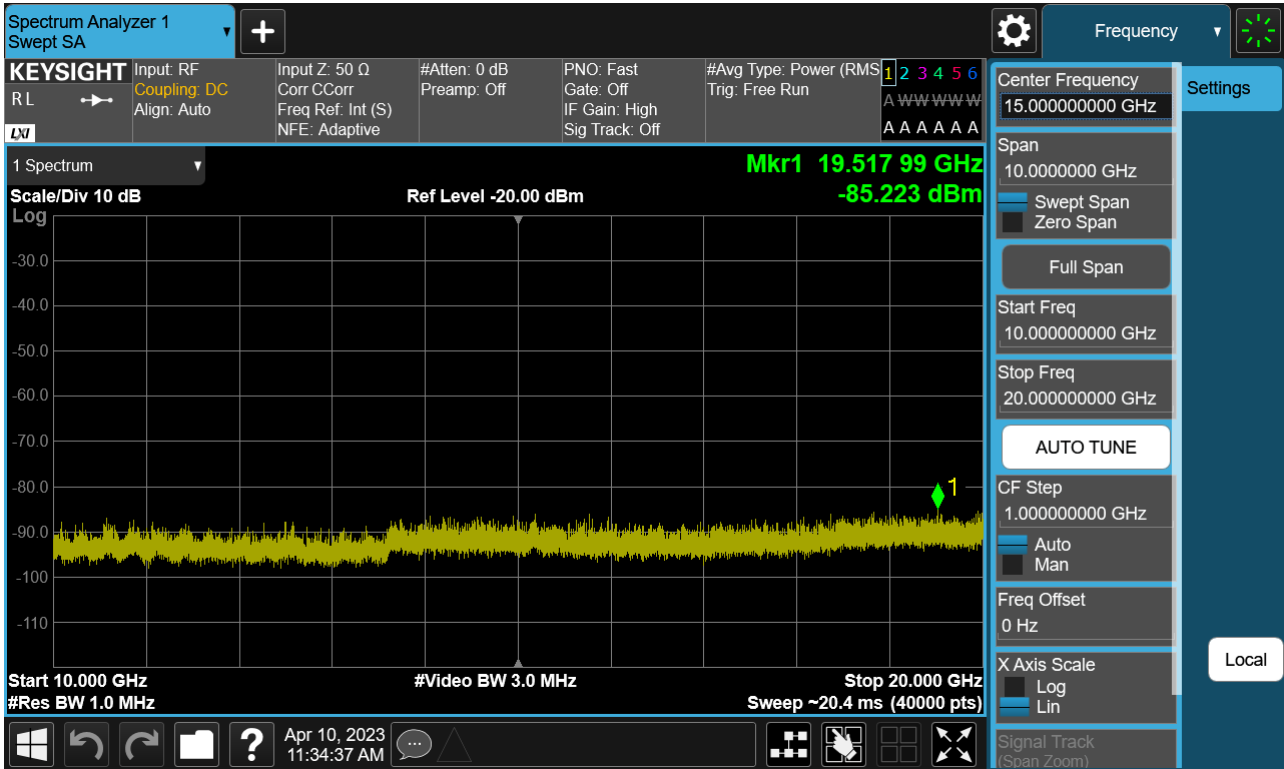 Spectrum Analyzer 1
Swept SA
+
Frequency
KEYSIGHT
R L
LXI
Input: RF
Coupling: DC
Align: Auto
Input Z: 50 Ω
Corr CCorr
Freq Ref: Int (S)
NFE: Adaptive
#Atten: 0 dB
Preamp: Off
PNO: Fast
Gate: Off
IF Gain: High
Sig Track: Off
#Avg Type: Power (RMS
Trig: Free Run
1 2 3 4 5 6
A W W W W W
A A A A A A
1 Spectrum
Scale/Div 10 dB
Log
Ref Level -20.00 dBm
Mkr1 19.517 99 GHz
-85.223 dBm
-30.0
-40.0
-50.0
-60.0
-70.0
-80.0
1
-90.0
-100
-110
Start 10.000 GHz
#Video BW 3.0 MHz
Stop 20.000 GHz
#Res BW 1.0 MHz
Sweep ~20.4 ms (40000 pts)
Center Frequency
15.000000000 GHz
Span
10.0000000 GHz
Swept Span
Zero Span
Full Span
Start Freq
10.000000000 GHz
Stop Freq
20.000000000 GHz
AUTO TUNE
CF Step
1.000000000 GHz
Auto
Man
Freq Offset
0 Hz
X Axis Scale
Log
Lin
Signal Track
(Span Zoom)
Settings
Local
?
Apr 10, 2023
11:34:37 AM